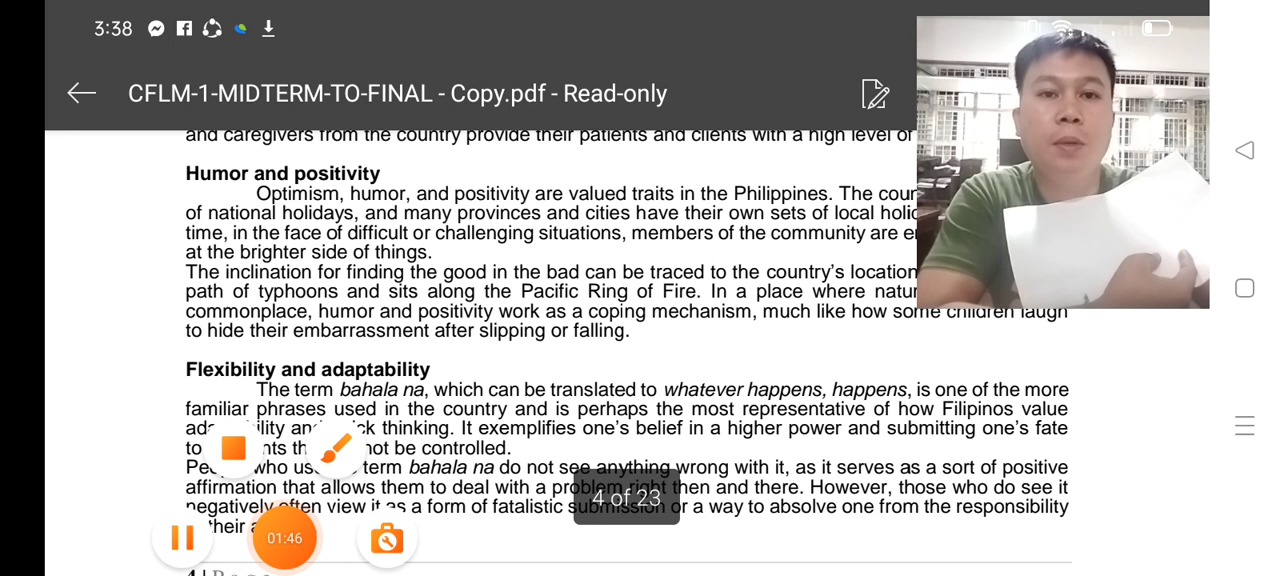 3:38
CFLM-1-MIDTERM-TO-FINAL - Copy.pdf - Read-only
and caregivers from the country provide their patients and clients with a high level of
Humor and positivity
Optimism, humor, and positivity are valued traits in the Philippines. The
of national holidays, and many provinces and cities have their own sets of local
time, in the face of difficult or challenging situations, members of the community are
at the brighter side of things.
The inclination for finding the good in the bad can be traced to the country's location
path of typhoons and sits along the Pacific Ring of Fire. In a place where
commonplace, humor and positivity work as a coping mechanism, much like how some children laugh
to hide their embarrassment after slipping or falling.
Flexibility and adaptability
The term bahala na, which can be translated to whatever happens, happens, is one of the more
familiar phrases used in the country and is perhaps the most representative of how Filipinos value
thinking. It exemplifies one's belief in a higher power and submitting one's fate
to not be controlled.
who term bahala na do not see anything wrong with it, as it serves as a sort of positive
affirmation that allows them to deal with a problem right then and there. However, those who do see it
negatively often view it as a form of fatalistic submission or a way to absolve one from the responsibility
their
4 of 23
01:46
4 | P a g e